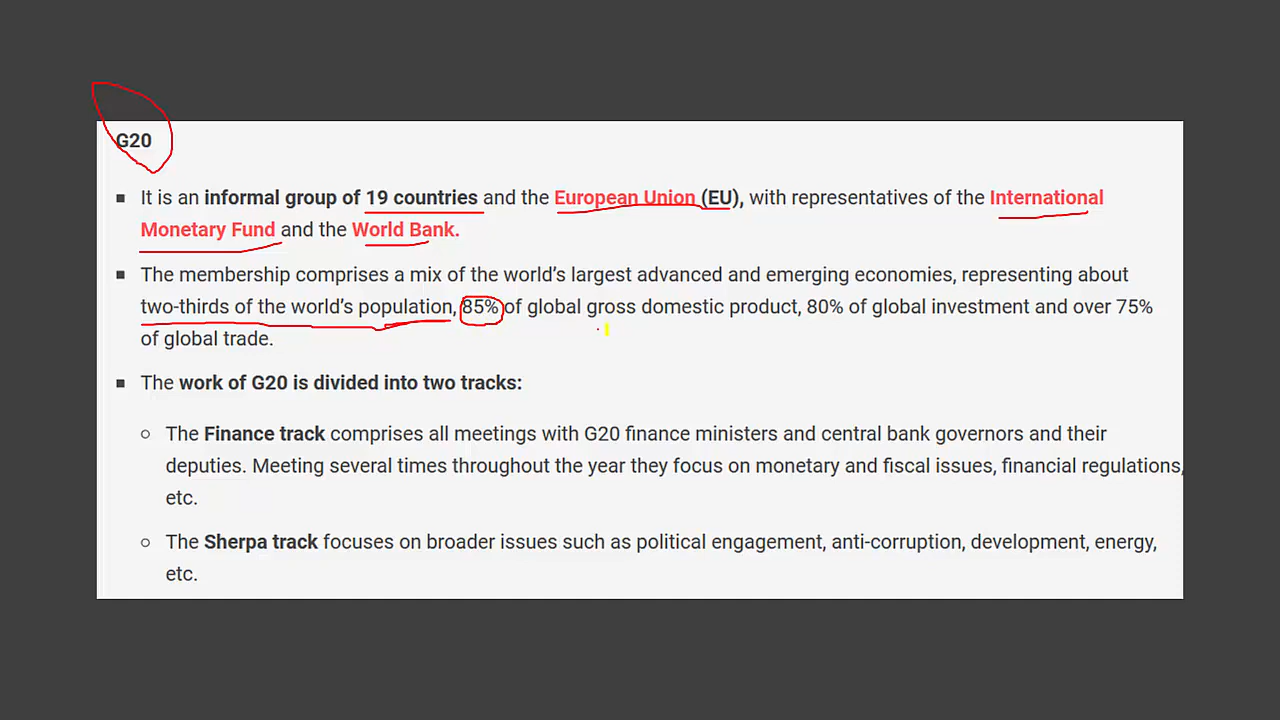 G20
It is an informal group of 19 countries and the European Union (EU), with representatives of the International
Monetary Fund and the World Bank.
The membership comprises a mix of the world’s largest advanced and emerging economies, representing about
two-thirds of the world’s population, 85% of global gross domestic product, 80% of global investment and over 75%
of global trade.
The work of G20 is divided into two tracks:
The Finance track comprises all meetings with G20 finance ministers and central bank governors and their
deputies. Meeting several times throughout the year they focus on monetary and fiscal issues, financial regulations,
etc.
The Sherpa track focuses on broader issues such as political engagement, anti-corruption, development, energy,
etc.